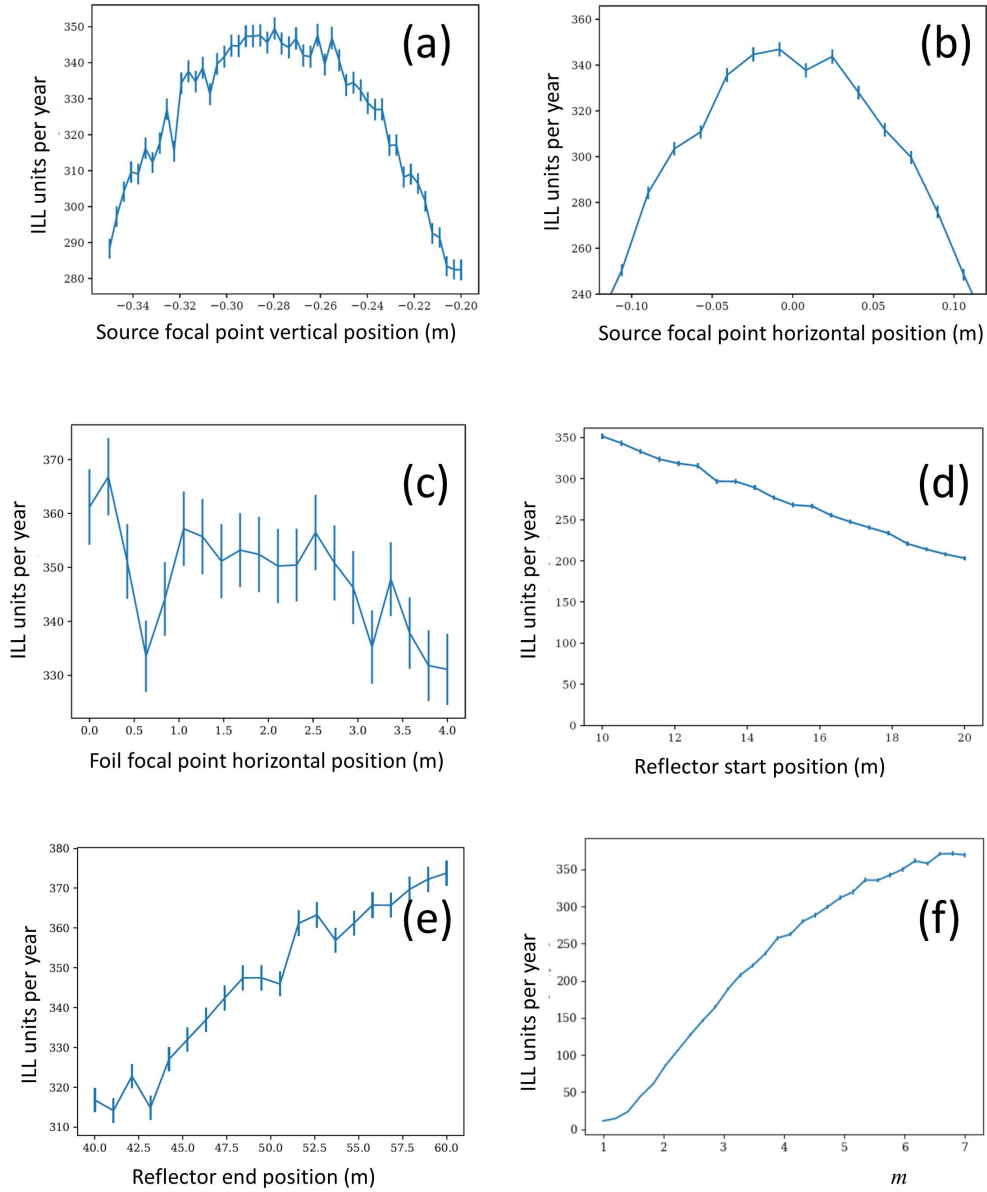 (a)
ILL units per year
350
340
330
320
310
300
290
280
−0.34 −0.32 −0.30 −0.28 −0.26 −0.24 −0.22 −0.20
Source focal point vertical position (m)
(b)
ILL units per year
360
340
320
300
280
260
240
−0.10 −0.05 0.00 0.05 0.10
Source focal point horizontal position (m)
(c)
ILL units per year
370
360
350
340
330
0.0 0.5 1.0 1.5 2.0 2.5 3.0 3.5 4.0
Foil focal point horizontal position (m)
(d)
ILL units per year
350
300
250
200
150
100
50
0
10 12 14 16 18 20
Reflector start position (m)
(e)
ILL units per year
380
370
360
350
340
330
320
310
40.0 42.5 45.0 47.5 50.0 52.5 55.0 57.5 60.0
Reflector end position (m)
(f)
ILL units per year
350
300
250
200
150
100
50
0
1 2 3 4 5 6 7
m